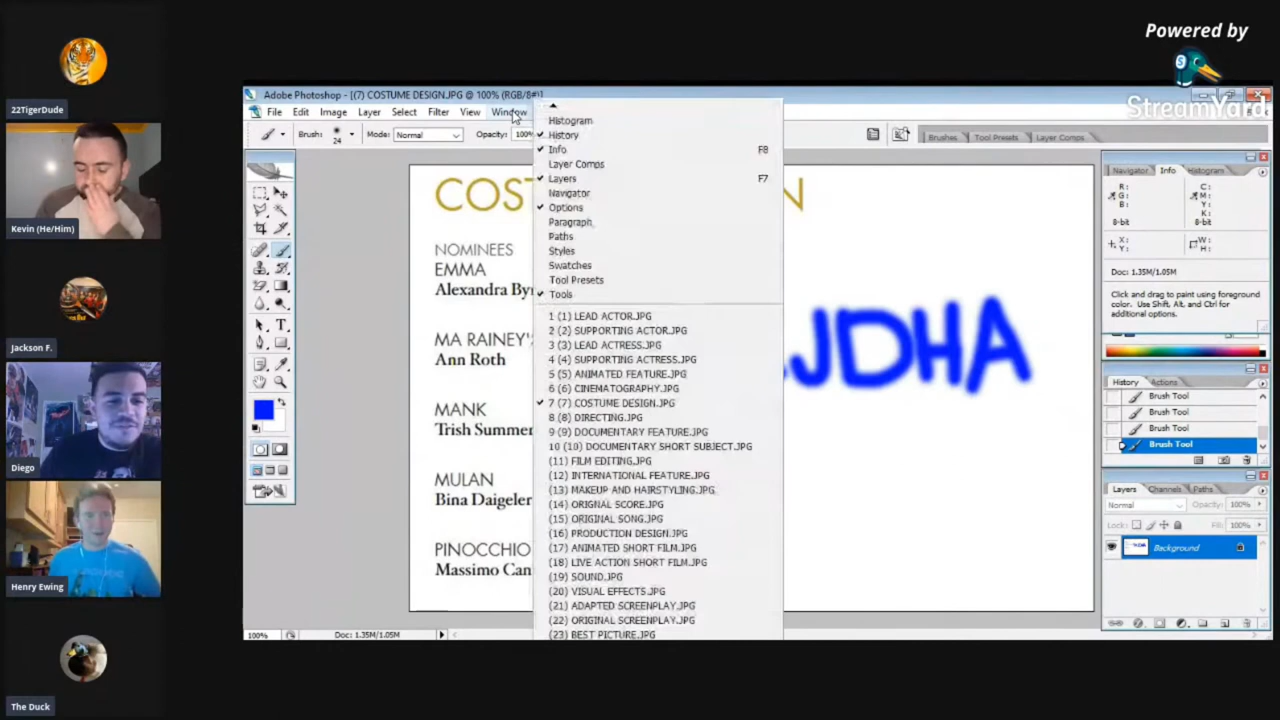 Powered by
StreamYard
22TigerDude
Kevin (He/Him)
Jackson F.
Diego
Henry Ewing
The Duck
Adobe Photoshop - [(7) COSTUME DESIGN.JPG @ 100% (RGB/8#)]
File Edit Image Layer Select Filter View Window
Brush: 24 Mode: Normal Opacity: 100%
Brushes Tool Presets Layer Comps
Histogram
History
Info F8
Layer Comps
Layers F7
Navigator
Options
Paragraph
Paths
Styles
Swatches
Tool Presets
Tools
1 (1) LEAD ACTOR.JPG
2 (2) SUPPORTING ACTOR.JPG
3 (3) LEAD ACTRESS.JPG
4 (4) SUPPORTING ACTRESS.JPG
5 (5) ANIMATED FEATURE.JPG
6 (6) CINEMATOGRAPHY.JPG
7 (7) COSTUME DESIGN.JPG
8 (8) DIRECTING.JPG
9 (9) DOCUMENTARY FEATURE.JPG
10 (10) DOCUMENTARY SHORT SUBJECT.JPG
(11) FILM EDITING.JPG
(12) INTERNATIONAL FEATURE.JPG
(13) MAKEUP AND HAIRSTYLING.JPG
(14) ORIGNAL SCORE.JPG
(15) ORIGINAL SONG.JPG
(16) PRODUCTION DESIGN.JPG
(17) ANIMATED SHORT FILM.JPG
(18) LIVE ACTION SHORT FILM.JPG
(19) SOUND.JPG
(20) VISUAL EFFECTS.JPG
(21) ADAPTED SCREENPLAY.JPG
(22) ORIGINAL SCREENPLAY.JPG
(23) BEST PICTURE.JPG
COST N
NOMINEES
EMMA
Alexandra Byr
MA RAINEY'S
Ann Roth
MANK
Trish Summer
MULAN
Bina Daigeler
PINOCCHIO
Massimo Can
JDHA
Navigator Info Histogram
R: C:
G: M:
B: Y:
K:
8-bit 8-bit
X: W:
Y: H:
Doc: 1.35M/1.05M
Click and drag to paint using foreground
color. Use Shift, Alt, and Ctrl for
additional options.
History Actions
Brush Tool
Brush Tool
Brush Tool
Brush Tool
Layers Channels Paths
Normal Opacity: 100%
Lock: Fill: 100%
Background
100% Doc: 1.35M/1.05M